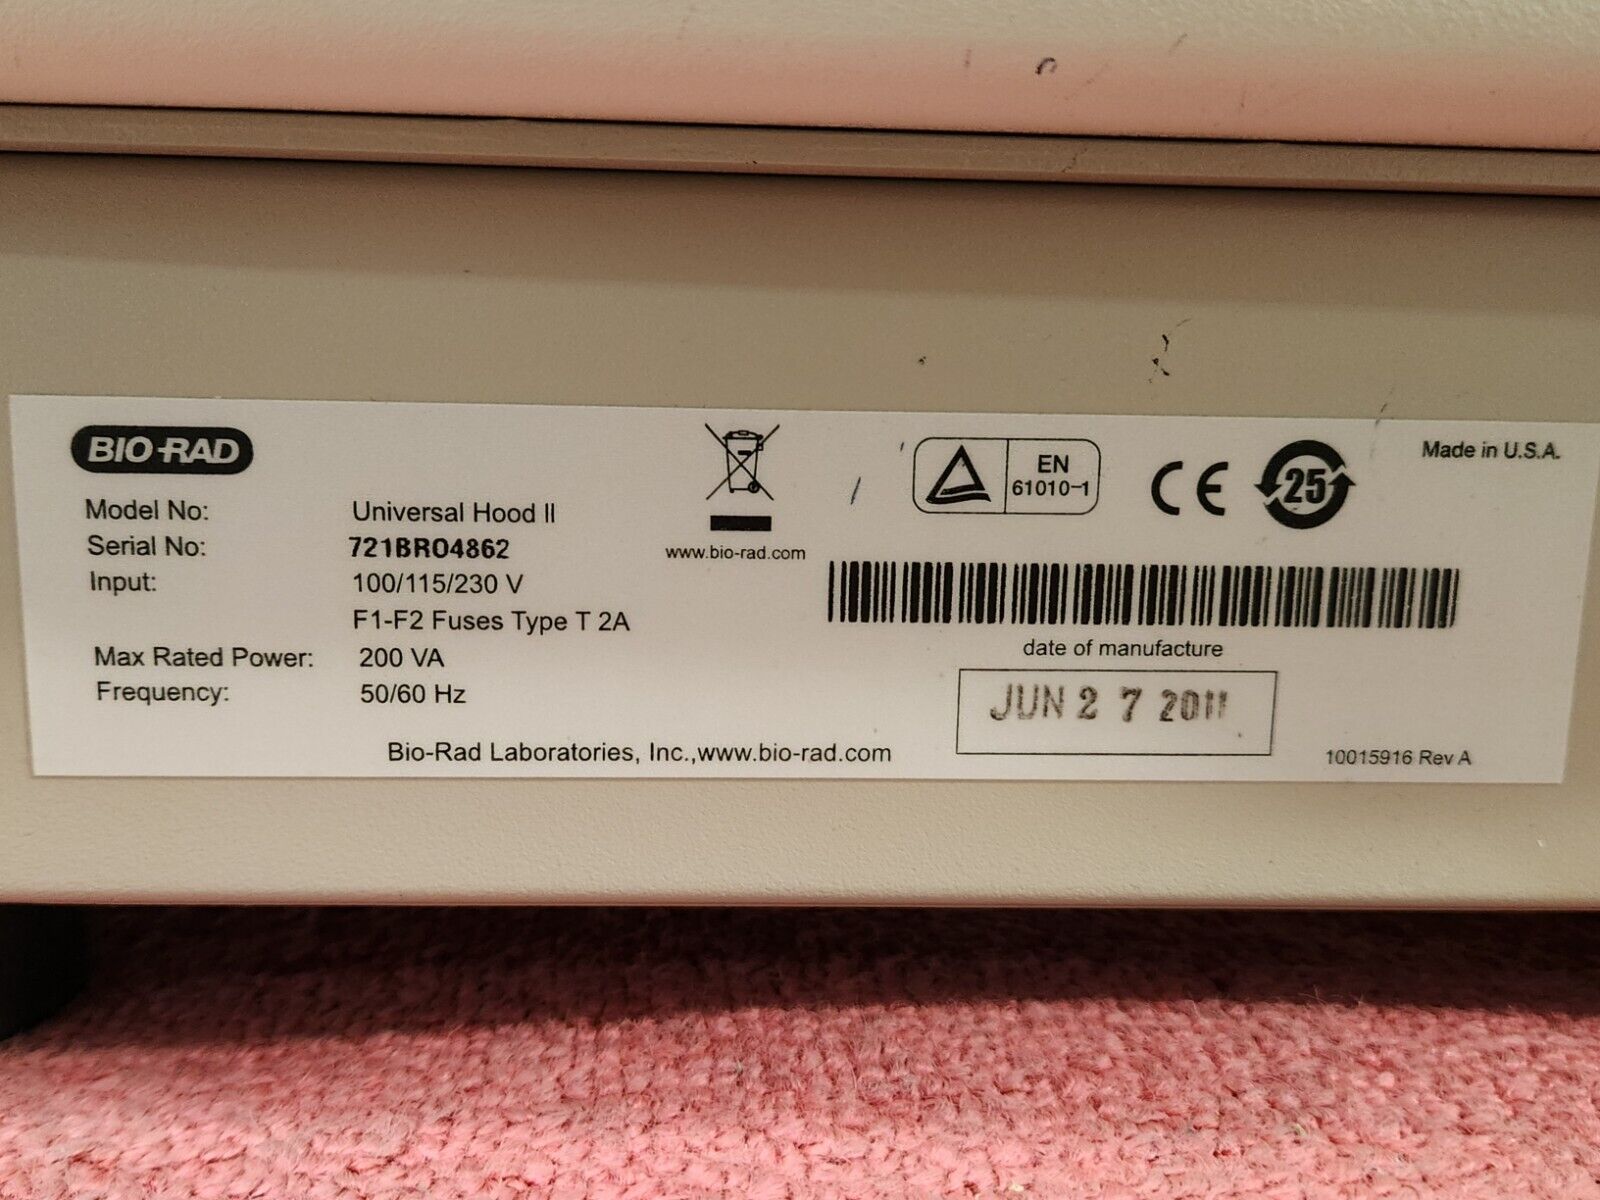 BIO-RAD
Model No: Universal Hood II
Serial No: 721BR04862
Input: 100/115/230 V
F1-F2 Fuses Type T 2A
Max Rated Power: 200 VA
Frequency: 50/60 Hz
Bio-Rad Laboratories, Inc.,www.bio-rad.com
www.bio-rad.com
EN
61010-1
CE
25
Made in U.S.A.
date of manufacture
JUN 27 2011
10015916 Rev A